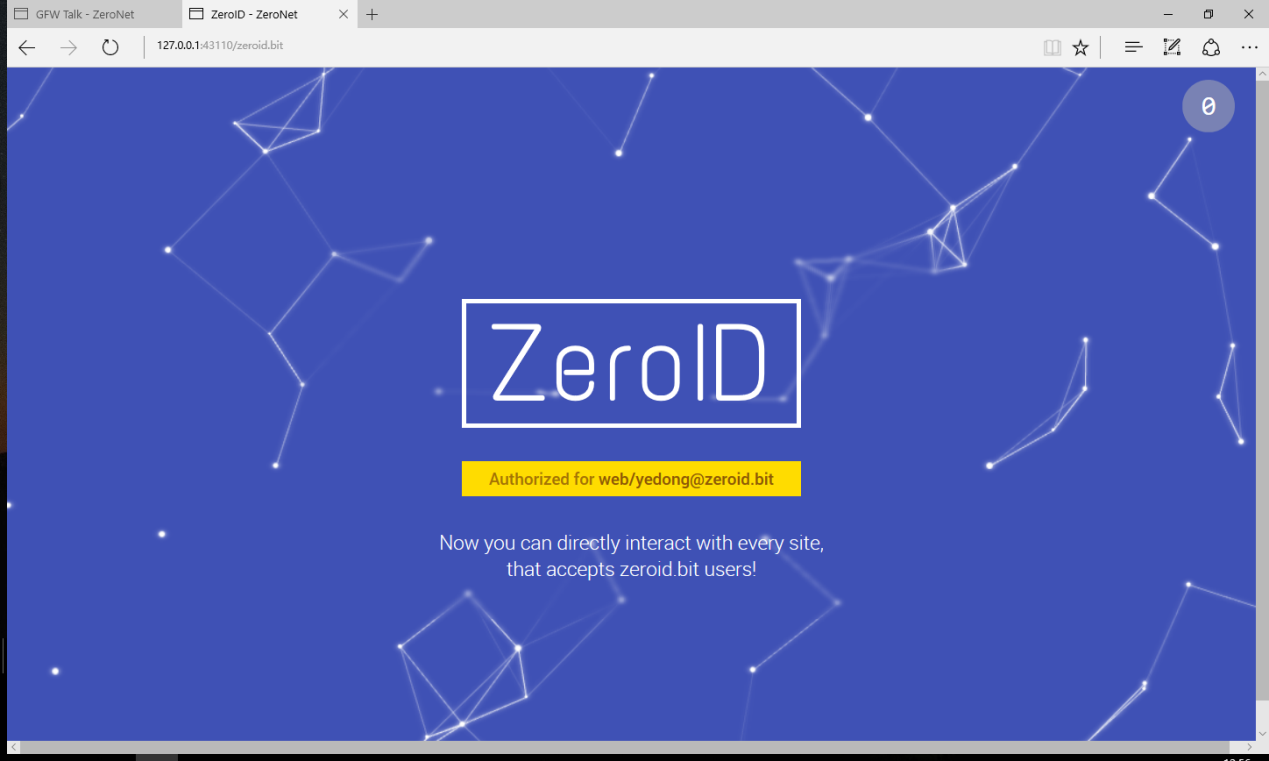 GFW Talk - ZeroNet
ZeroID - ZeroNet
127.0.0.1:43110/zeroid.bit
0
ZeroID
Authorized for web/yedong@zeroid.bit
Now you can directly interact with every site,
that accepts zeroid.bit users!